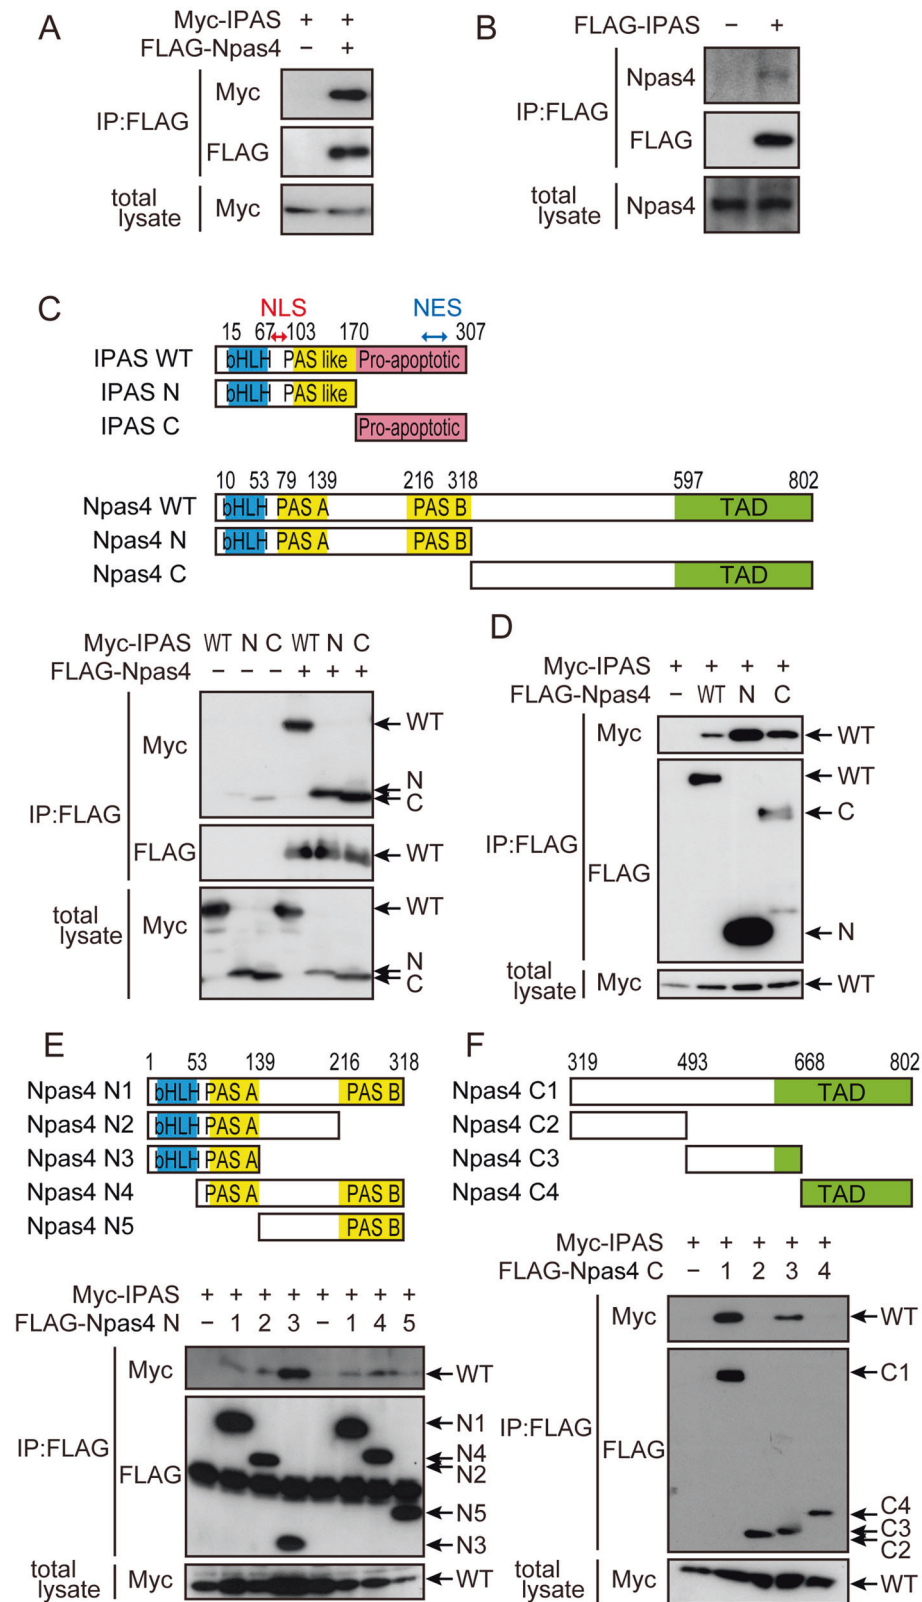 A
Myc-IPAS + +
FLAG-Npas4 − +
IP:FLAG
Myc
FLAG
total lysate
Myc
B
FLAG-IPAS − +
IP:FLAG
Npas4
FLAG
total lysate
Npas4
C
NLS NES
15 67 103 170 307
IPAS WT bHLH PAS like Pro-apoptotic
IPAS N bHLH PAS like
IPAS C Pro-apoptotic
10 53 79 139 216 318 597 802
Npas4 WT bHLH PAS A PAS B TAD
Npas4 N bHLH PAS A PAS B
Npas4 C TAD
Myc-IPAS WT N C WT N C
FLAG-Npas4 − − − + + +
IP:FLAG
Myc
WT
N
C
FLAG
WT
total lysate
Myc
WT
N
C
D
Myc-IPAS + + + +
FLAG-Npas4 − WT N C
IP:FLAG
Myc
WT
FLAG
WT
C
N
total lysate
Myc
WT
E
1 53 139 216 318
Npas4 N1 bHLH PAS A PAS B
Npas4 N2 bHLH PAS A
Npas4 N3 bHLH PAS A
Npas4 N4 PAS A PAS B
Npas4 N5 PAS B
Myc-IPAS + + + + + + + +
FLAG-Npas4 N − 1 2 3 − 1 4 5
IP:FLAG
Myc
WT
FLAG
N1
N4
N2
N5
N3
total lysate
Myc
WT
F
319 493 668 802
Npas4 C1 TAD
Npas4 C2
Npas4 C3
Npas4 C4 TAD
Myc-IPAS + + + + +
FLAG-Npas4 C − 1 2 3 4
IP:FLAG
Myc
WT
FLAG
C1
C4
C3
C2
total lysate
Myc
WT